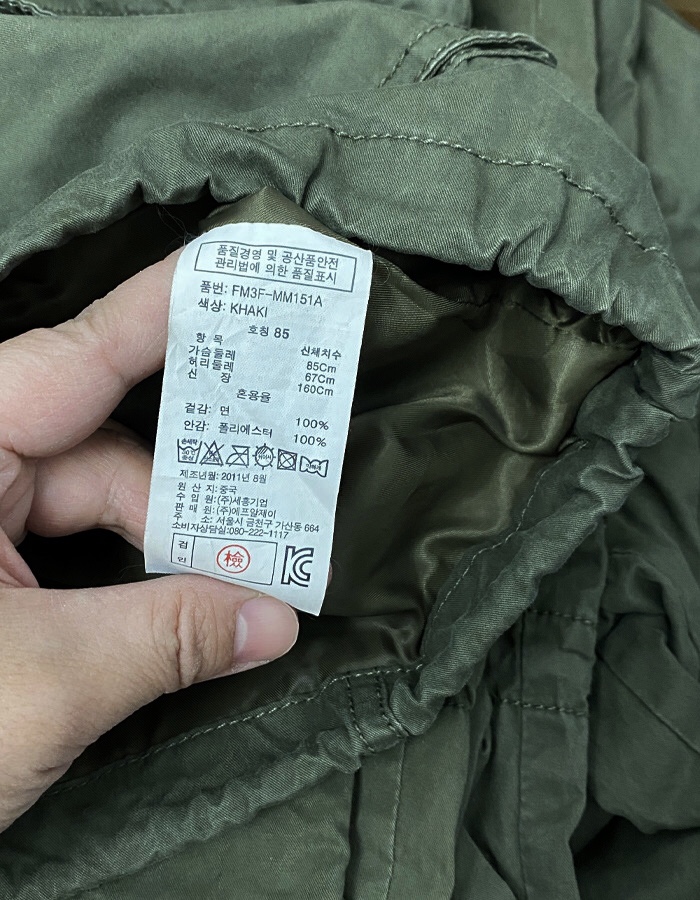 품질경영 및 공산품안전
관리법에 의한 품질표시
품번: FM3F-MM151A
색상: KHAKI
호칭 85
항 목 신체치수
가슴둘레 85Cm
허리둘레 67Cm
신 장 160Cm
혼용율
겉감: 면 100%
안감: 폴리에스터 100%
제조년월: 2011년 8월
원 산 지: 중국
수 입 원: (주)세흥기업
판 매 원: (주)에프알제이
주 소: 서울시 금천구 가산동 664
소비자상담실: 080-222-1117
검 인 檢